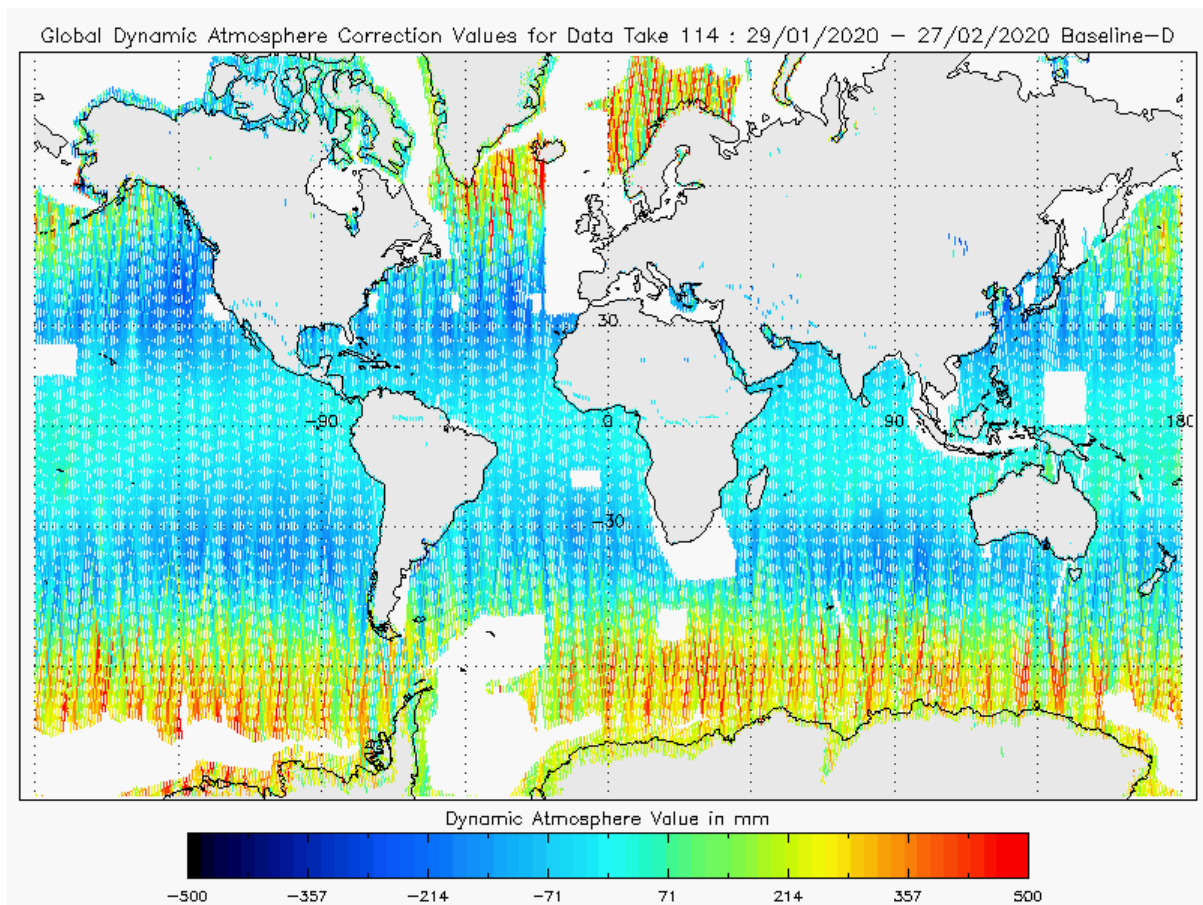 Global Dynamic Atmosphere Correction Values for Data Take 114 : 29/01/2020 − 27/02/2020 Baseline−D
30
−90 0 90 180
−30
Dynamic Atmosphere Value in mm
−500 −357 −214 −71 71 214 357 500